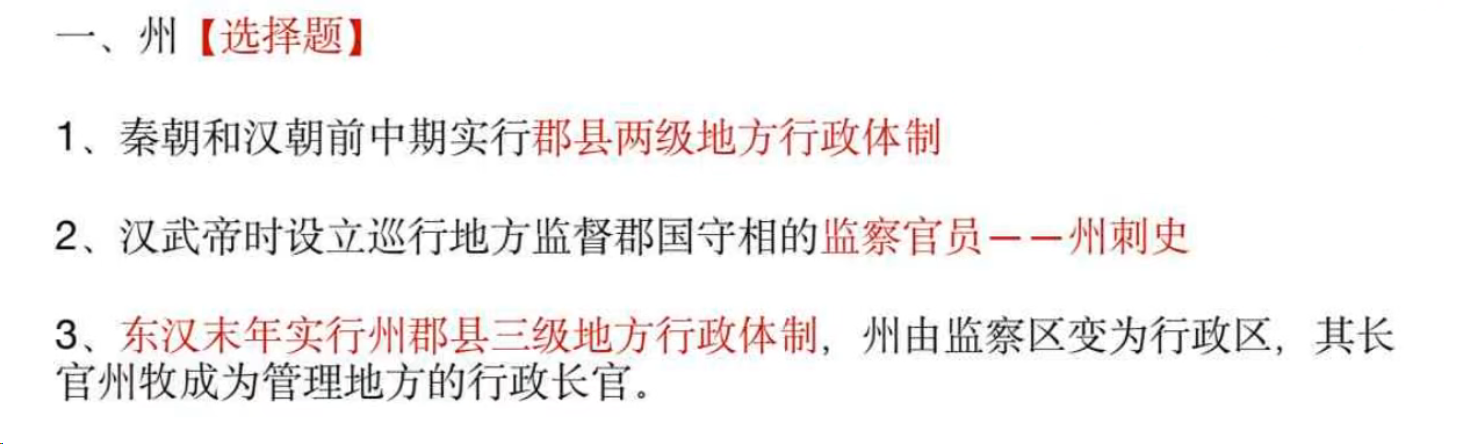 一、州【选择题】
1、秦朝和汉朝前中期实行郡县两级地方行政体制
2、汉武帝时设立巡行地方监督郡国守相的监察官员——州刺史
3、东汉末年实行州郡县三级地方行政体制，州由监察区变为行政区，其长
官州牧成为管理地方的行政长官。